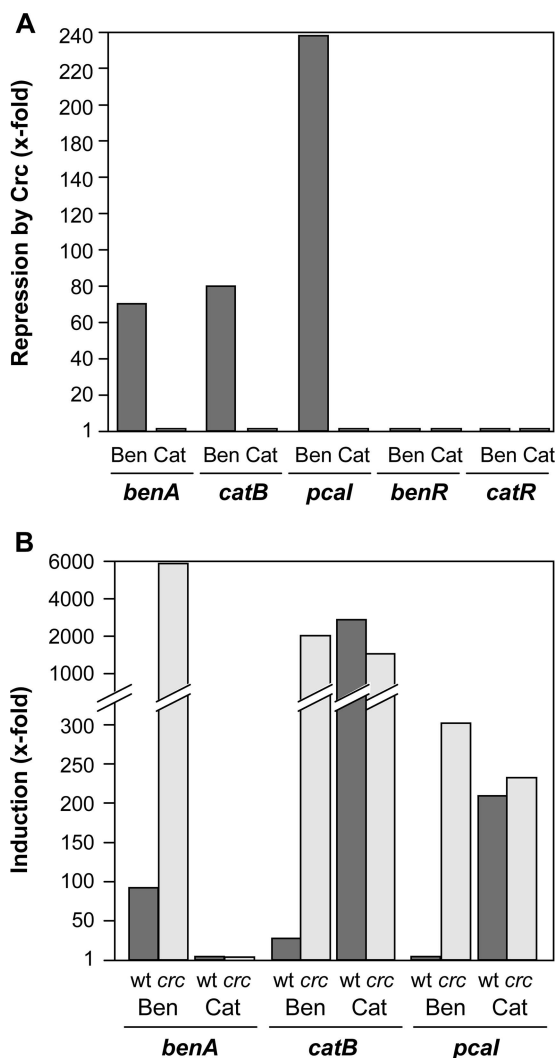 A
Repression by Crc (x-fold)
240
220
200
180
140
120
100
80
60
40
20
1
Ben Cat Ben Cat Ben Cat Ben Cat Ben Cat
benA catB pcaI benR catR
B
Induction (x-fold)
6000
4000
2000
1000
300
250
200
150
100
50
1
wt crc wt crc wt crc wt crc wt crc wt crc
Ben Cat Ben Cat Ben Cat
benA catB pcaI